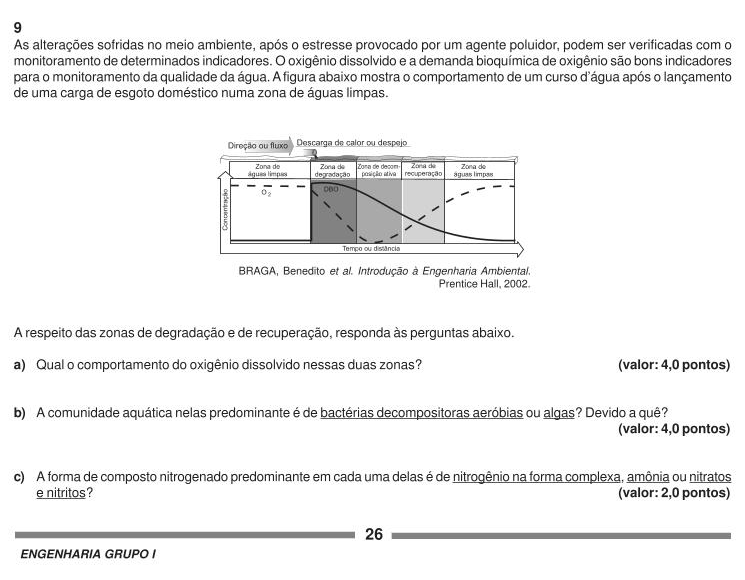 9
As alterações sofridas no meio ambiente, após o estresse provocado por um agente poluidor, podem ser verificadas com o
monitoramento de determinados indicadores. O oxigênio dissolvido e a demanda bioquímica de oxigênio são bons indicadores
para o monitoramento da qualidade da água. A figura abaixo mostra o comportamento de um curso d'água após o lançamento
de uma carga de esgoto doméstico numa zona de águas limpas.
Direção ou fluxo
Descarga de calor ou despejo
Zona de
águas limpas
Zona de
degradação
Zona de decom-
posição ativa
Zona de
recuperação
Zona de
águas limpas
Concentração
O2
DBO
Tempo ou distância
BRAGA, Benedito et al. Introdução à Engenharia Ambiental.
Prentice Hall, 2002.
A respeito das zonas de degradação e de recuperação, responda às perguntas abaixo.
a) Qual o comportamento do oxigênio dissolvido nessas duas zonas? (valor: 4,0 pontos)
b) A comunidade aquática nelas predominante é de bactérias decompositoras aeróbias ou algas? Devido a quê?
(valor: 4,0 pontos)
c) A forma de composto nitrogenado predominante em cada uma delas é de nitrogênio na forma complexa, amônia ou nitratos
e nitritos? (valor: 2,0 pontos)
26
ENGENHARIA GRUPO I